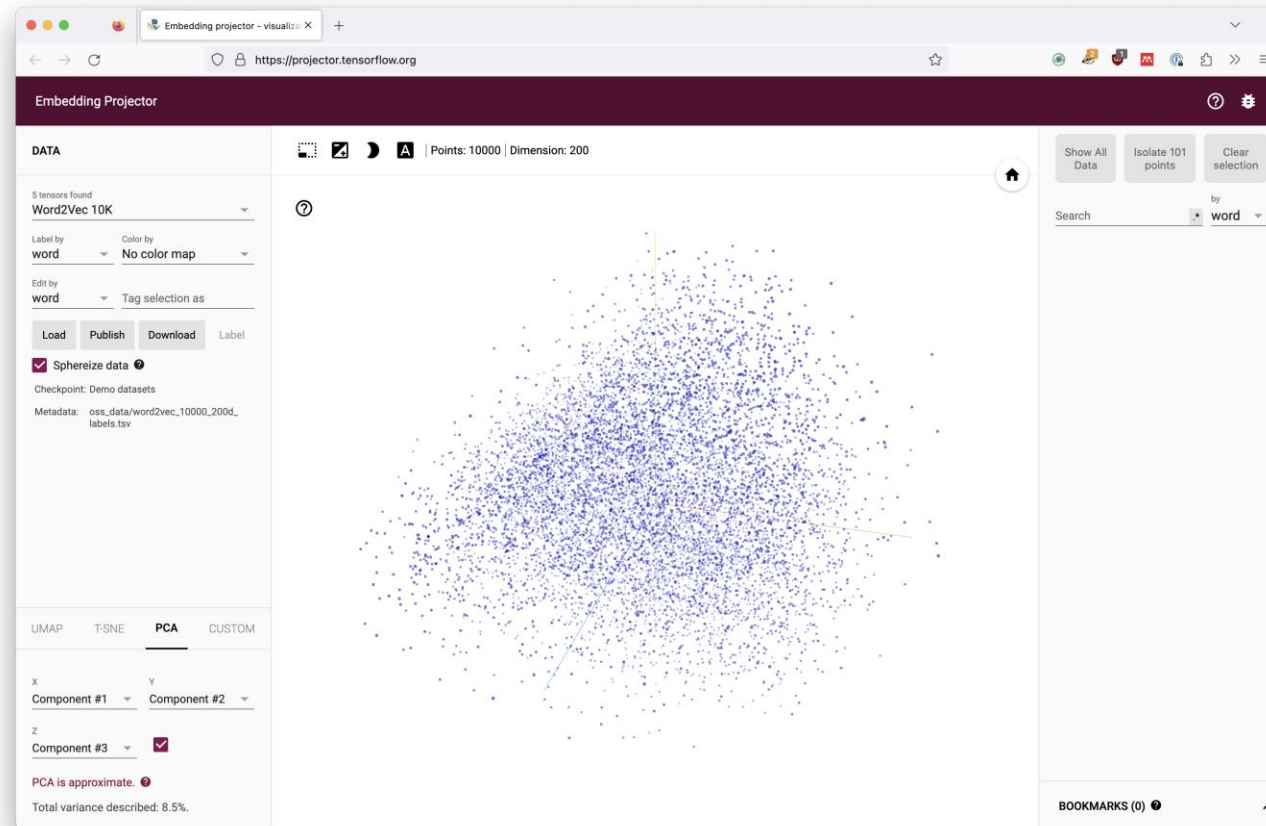 Embedding projector - visualiza
https://projector.tensorflow.org
2
1
Embedding Projector
DATA
5 tensors found
Word2Vec 10K
Label by
word
Color by
No color map
Edit by
word
Tag selection as
Load Publish Download Label
Sphereize data
Checkpoint: Demo datasets
Metadata: oss_data/word2vec_10000_200d_
labels.tsv
UMAP T-SNE PCA CUSTOM
X
Component #1
Y
Component #2
Z
Component #3
PCA is approximate.
Total variance described: 8.5%.
A
Points: 10000 | Dimension: 200
Show All
Data
Isolate 101
points
Clear
selection
Search
.*
by
word
BOOKMARKS (0)